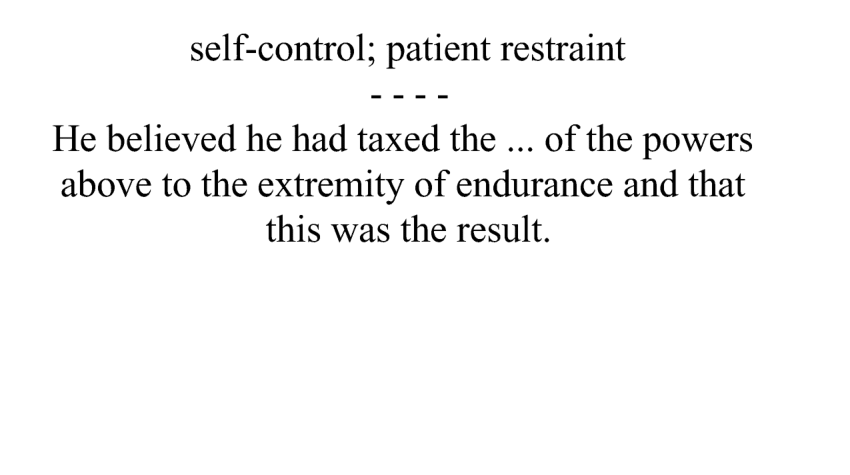 self-control; patient restraint
- - - -
He believed he had taxed the ... of the powers
above to the extremity of endurance and that
this was the result.